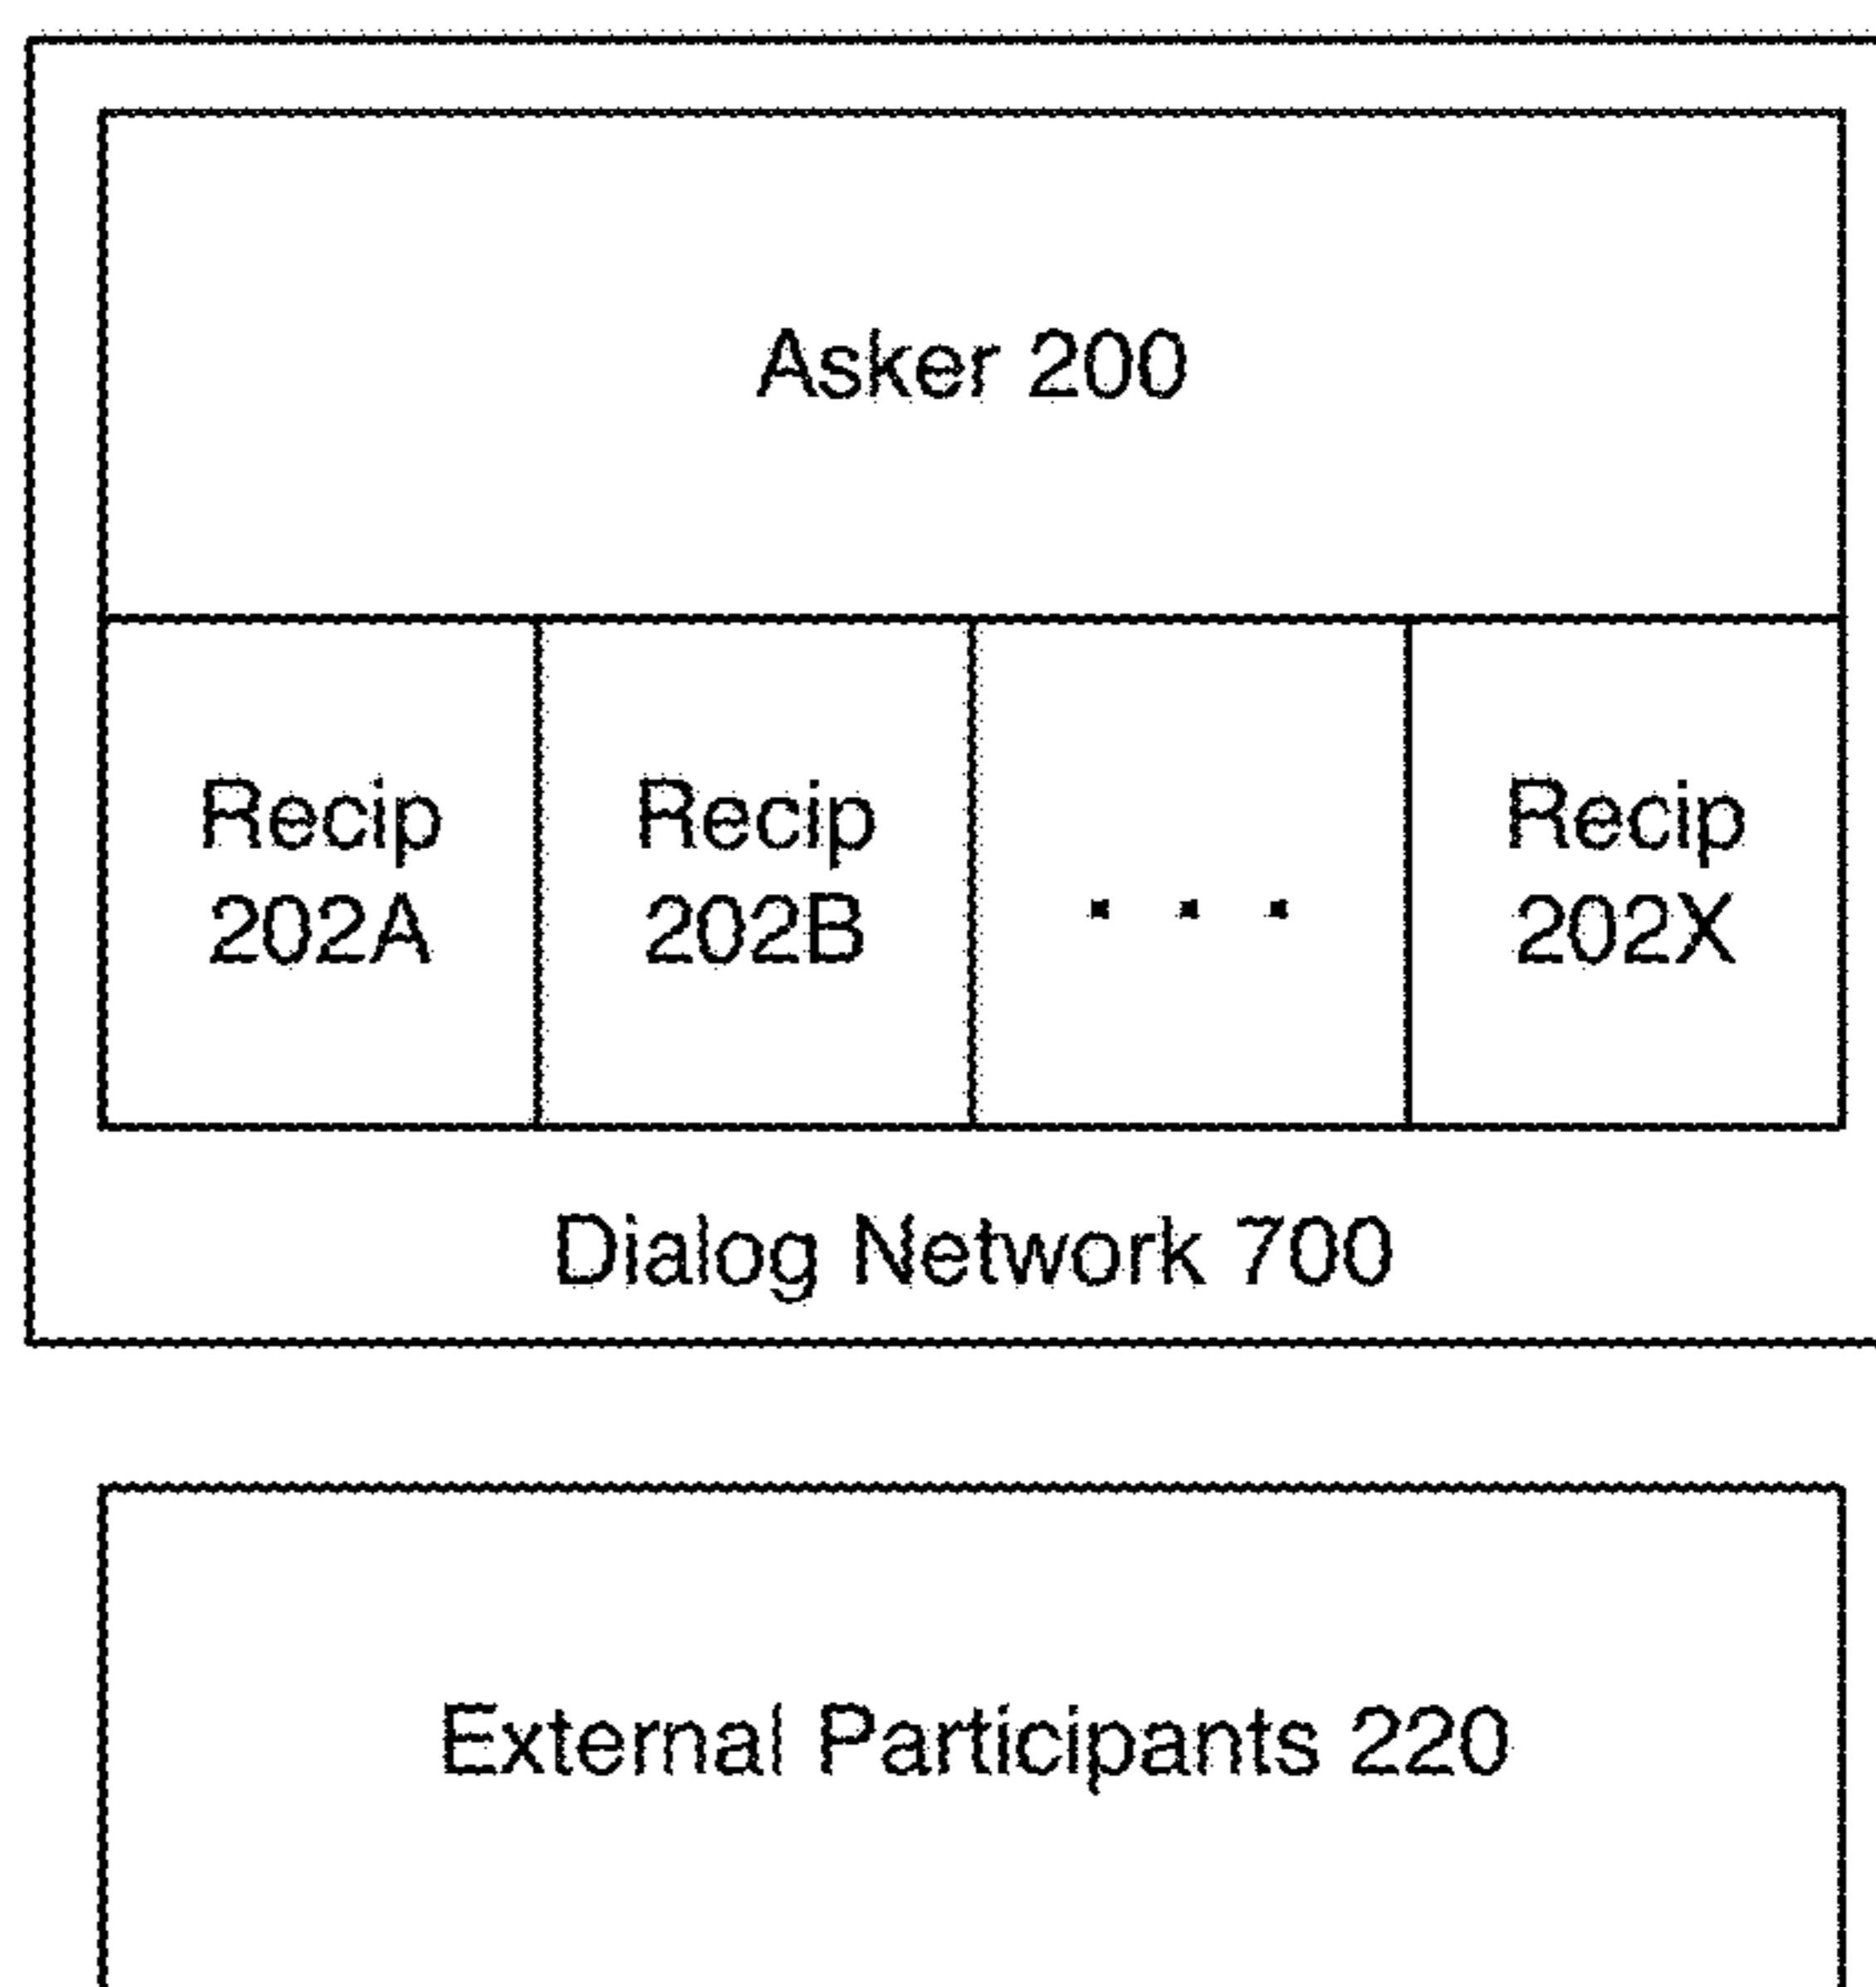 Asker 200
Recip Recip Recip
202A 202B . . . 202X
Dialog Network 700
External Participants 220